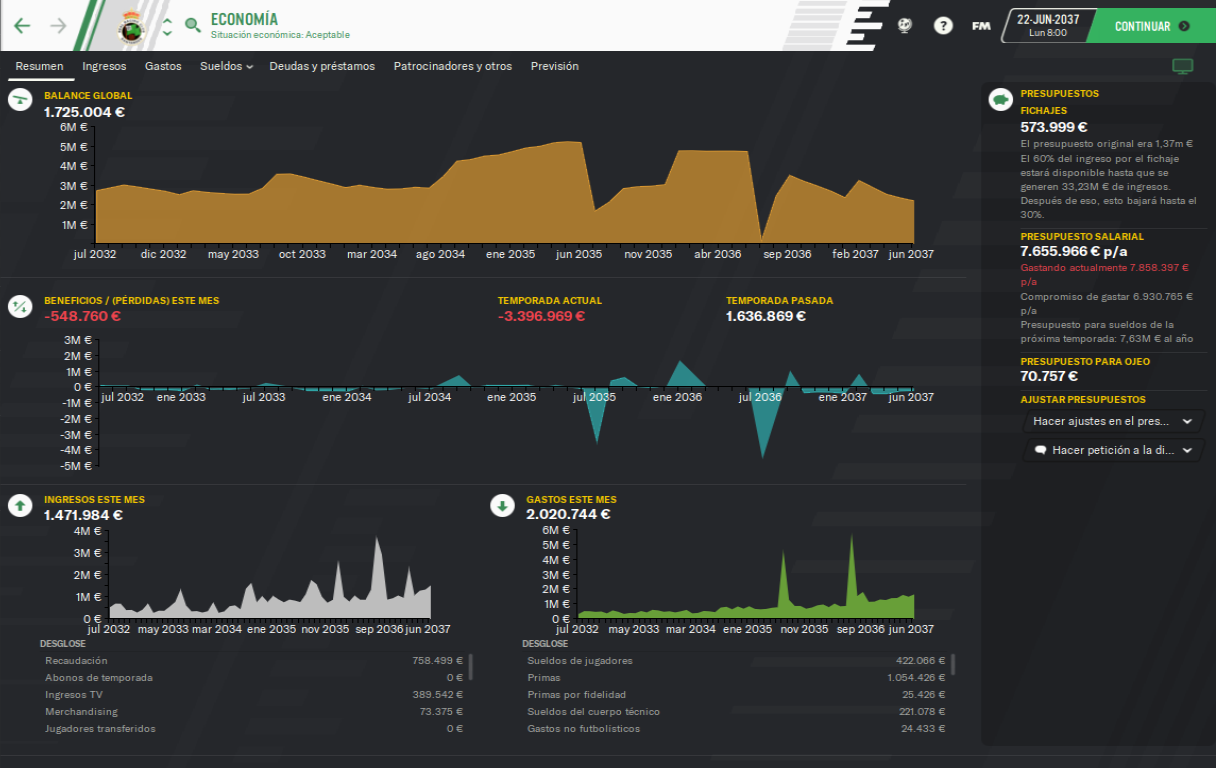 ECONOMÍA
Situación económica: Aceptable
?
FM
22-JUN-2037
Lun 8:00
CONTINUAR
Resumen Ingresos Gastos Sueldos Deudas y préstamos Patrocinadores y otros Previsión
BALANCE GLOBAL
1.725.004 €
6M €
5M €
4M €
3M €
2M €
1M €
jul 2032 dic 2032 may 2033 oct 2033 mar 2034 ago 2034 ene 2035 jun 2035 nov 2035 abr 2036 sep 2036 feb 2037 jun 2037
BENEFICIOS / (PÉRDIDAS) ESTE MES
-548.760 €
TEMPORADA ACTUAL
-3.396.969 €
TEMPORADA PASADA
1.636.869 €
3M €
2M €
1M €
0 €
-1M €
-2M €
-3M €
-4M €
-5M €
jul 2032 ene 2033 jul 2033 ene 2034 jul 2034 ene 2035 jul 2035 ene 2036 jul 2036 ene 2037 jun 2037
INGRESOS ESTE MES
1.471.984 €
4M €
3M €
2M €
1M €
0 €
jul 2032 may 2033 mar 2034 ene 2035 nov 2035 sep 2036 jun 2037
DESGLOSE
Recaudación 758.499 €
Abonos de temporada 0 €
Ingresos TV 389.542 €
Merchandising 73.375 €
Jugadores transferidos 0 €
GASTOS ESTE MES
2.020.744 €
6M €
5M €
4M €
3M €
2M €
1M €
0 €
jul 2032 may 2033 mar 2034 ene 2035 nov 2035 sep 2036 jun 2037
DESGLOSE
Sueldos de jugadores 422.066 €
Primas 1.054.426 €
Primas por fidelidad 25.426 €
Sueldos del cuerpo técnico 221.078 €
Gastos no futbolísticos 24.433 €
PRESUPUESTOS
FICHAJES
573.999 €
El presupuesto original era 1,37m €
El 60% del ingreso por el fichaje
estará disponible hasta que se
generen 33,23M € de ingresos.
Después de eso, esto bajará hasta el
30%.
PRESUPUESTO SALARIAL
7.655.966 € p/a
Gastando actualmente 7.858.397 €
p/a
Compromiso de gastar 6.930.765 €
p/a
Presupuesto para sueldos de la
próxima temporada: 7,63M € al año
PRESUPUESTO PARA OJEO
70.757 €
AJUSTAR PRESUPUESTOS
Hacer ajustes en el pres...
Hacer petición a la di...